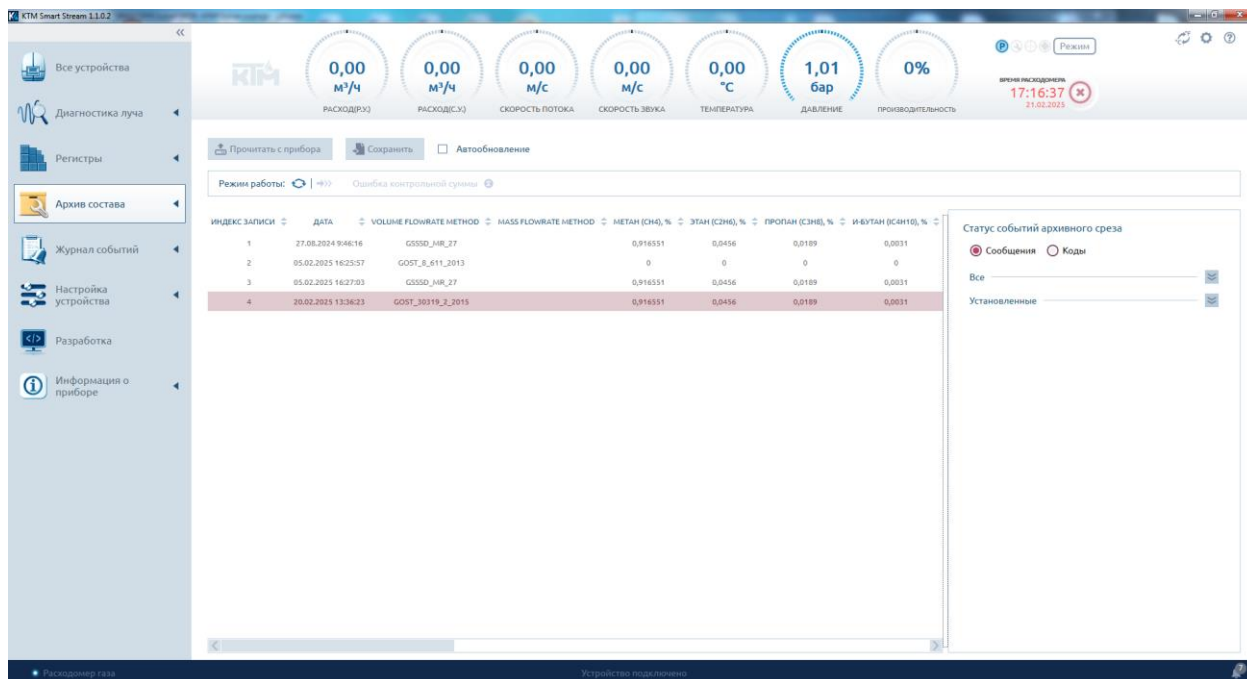 KTM Smart Stream 1.1.0.2
Все устройства
Диагностика луча
Регистры
Архив состава
Журнал событий
Настройка
устройства
Разработка
Информация о
приборе
КТМ
0,00
м³/ч
РАСХОД(Р.У.)
0,00
м³/ч
РАСХОД(С.У.)
0,00
м/с
СКОРОСТЬ ПОТОКА
0,00
м/с
СКОРОСТЬ ЗВУКА
0,00
°C
ТЕМПЕРАТУРА
1,01
бар
ДАВЛЕНИЕ
0%
ПРОИЗВОДИТЕЛЬНОСТЬ
P Режим
ВРЕМЯ РАСХОДОМЕРА
17:16:37
21.02.2025
Прочитать с прибора Сохранить Автообновление
Режим работы: Ошибка контрольной суммы
ИНДЕКС ЗАПИСИ ДАТА VOLUME FLOWRATE METHOD MASS FLOWRATE METHOD МЕТАН (CH4), % ЭТАН (C2H6), % ПРОПАН (C3H8), % И-БУТАН (IC4H10), %
1 27.08.2024 9:46:16 GSSSD_MR_27 0,916551 0,0456 0,0189 0,0031
2 05.02.2025 16:25:57 GOST_8_611_2013 0 0 0 0
3 05.02.2025 16:27:03 GSSSD_MR_27 0,916551 0,0456 0,0189 0,0031
4 20.02.2025 13:36:23 GOST_30319_2_2015 0,916551 0,0456 0,0189 0,0031
Статус событий архивного среза
Сообщения Коды
Все
Установленные
Расходомер газа Устройство подключено